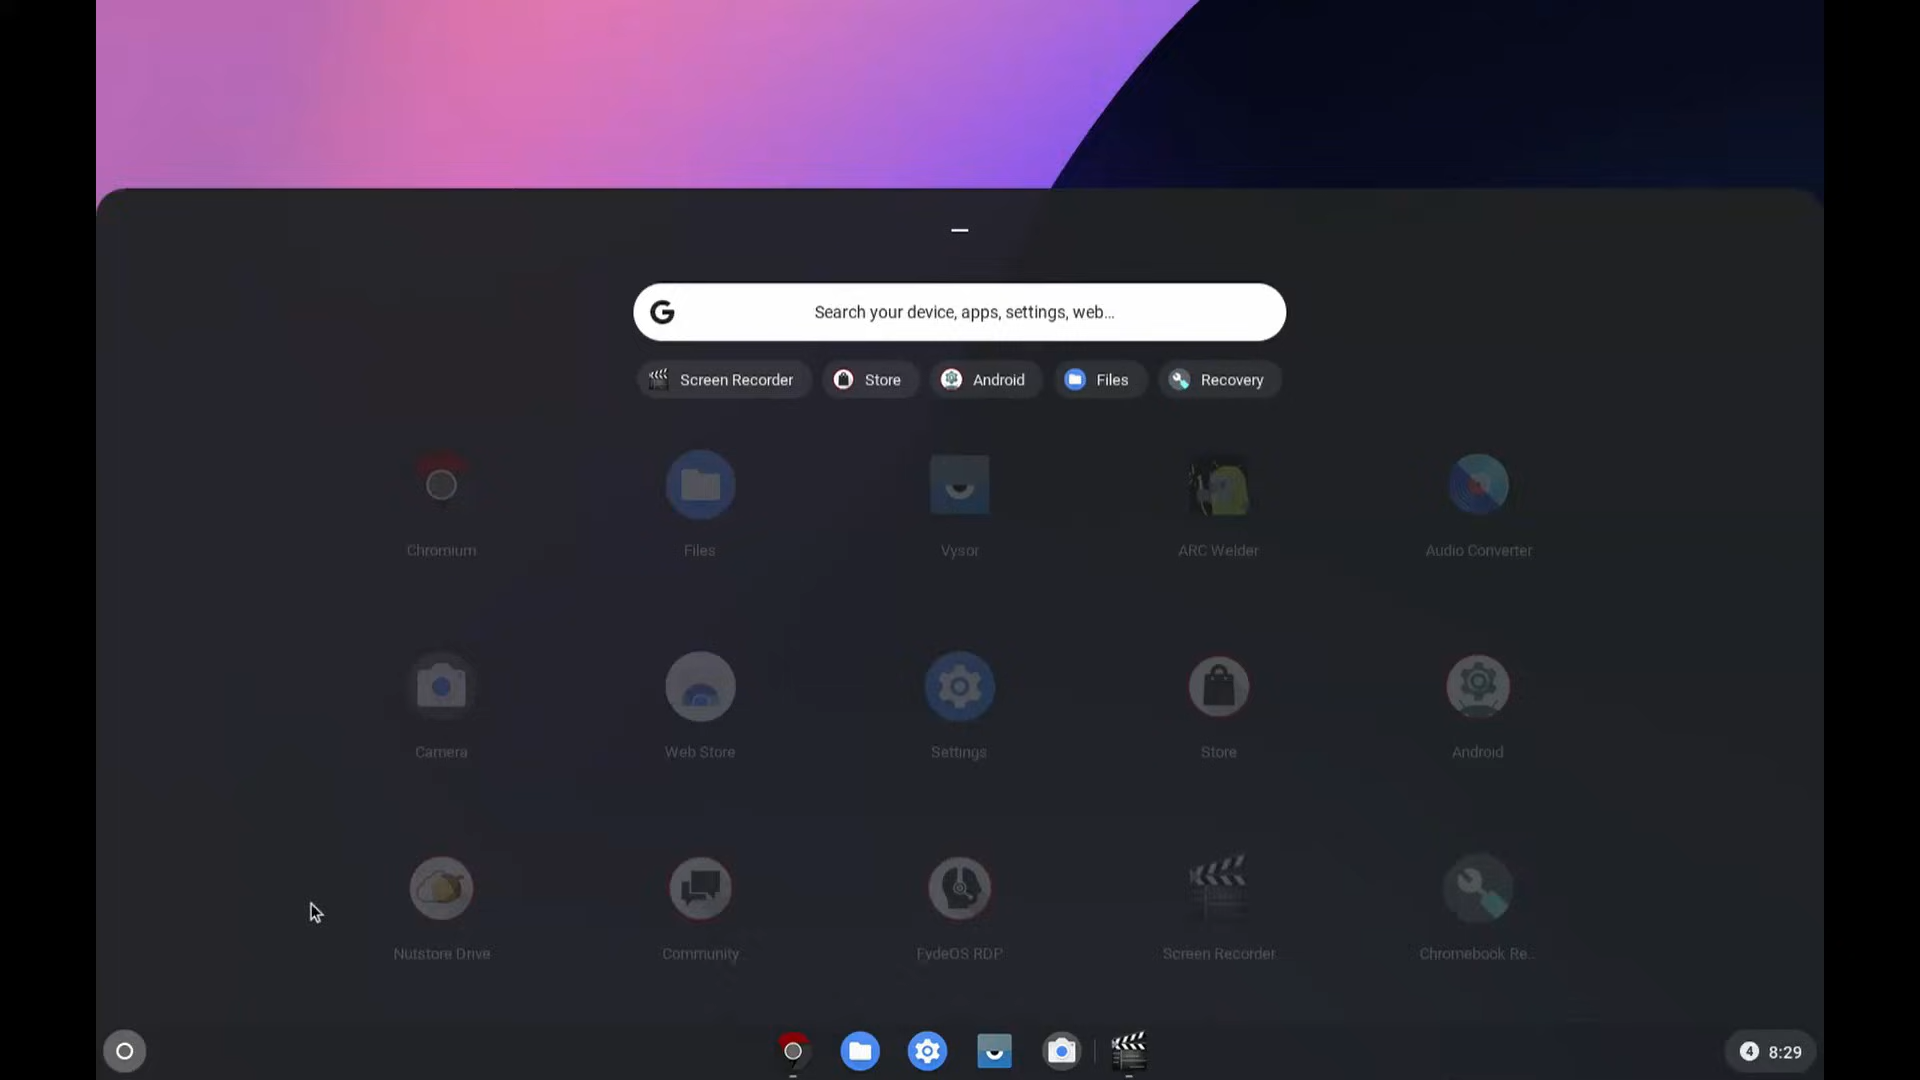 G
Search your device, apps, settings, web...
Screen Recorder
Store
Android
Files
Recovery
Chromium
Files
Vysor
ARC Welder
Audio Converter
Camera
Web Store
Settings
Store
Android
Nutstore Drive
Community...
FydeOS RDP
Screen Recorder
Chromebook Re...
4 8:29